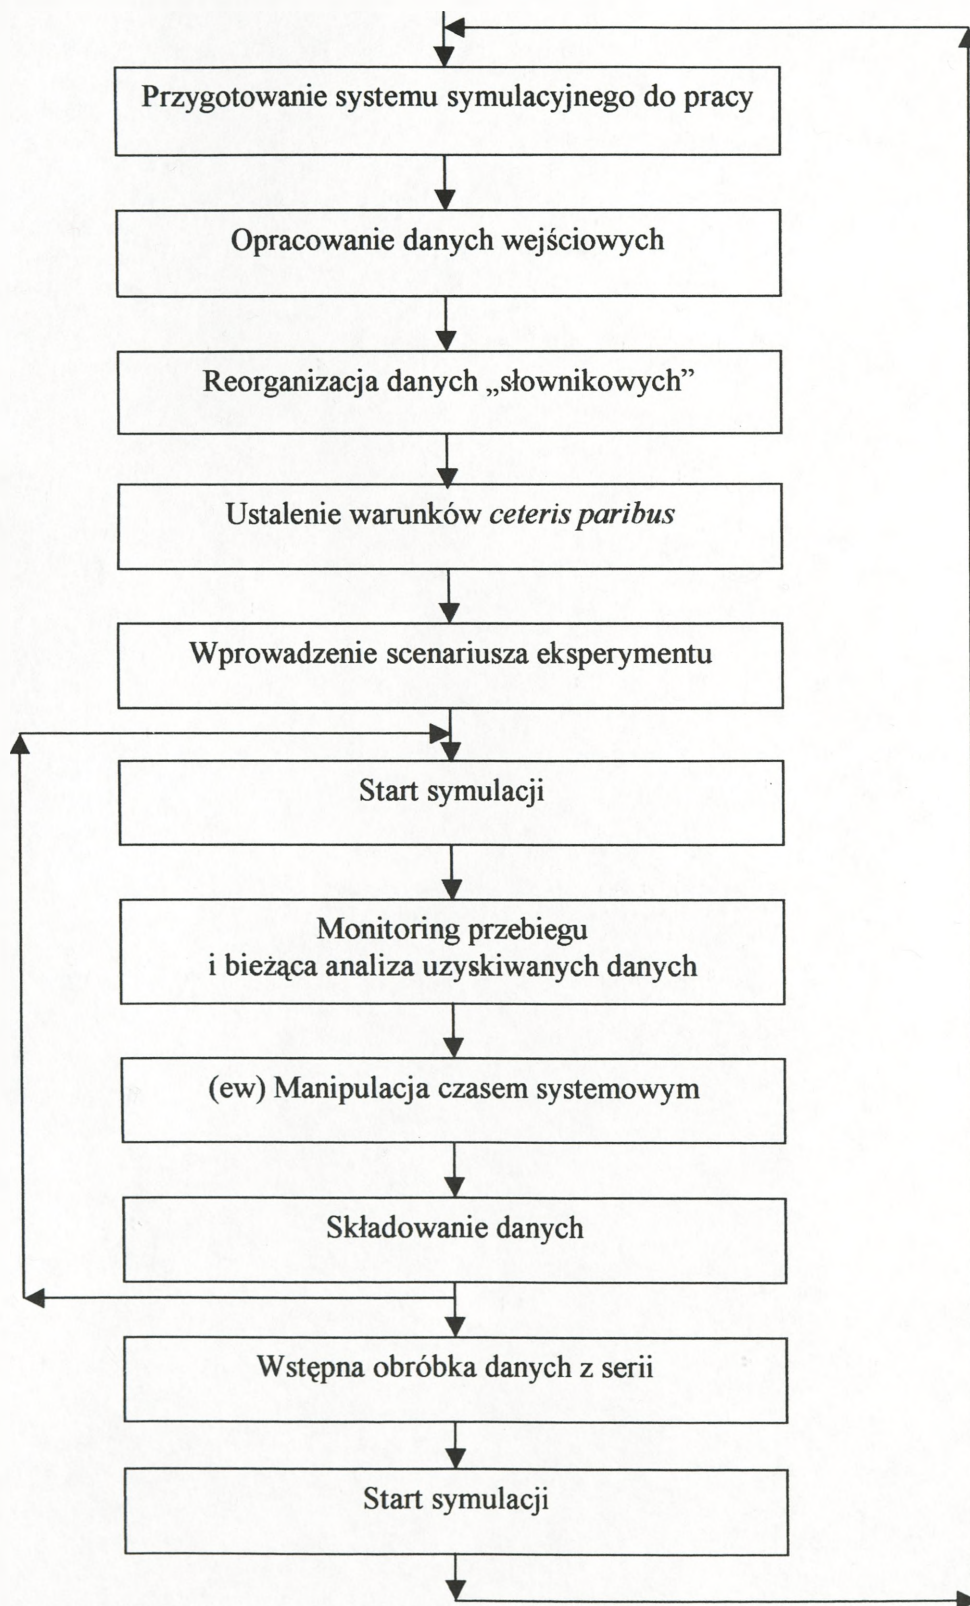 Przygotowanie systemu symulacyjnego do pracy
Opracowanie danych wejściowych
Reorganizacja danych „słownikowych”
Ustalenie warunków ceteris paribus
Wprowadzenie scenariusza eksperymentu
Start symulacji
Monitoring przebiegu
i bieżąca analiza uzyskiwanych danych
(ew) Manipulacja czasem systemowym
Składowanie danych
Wstępna obróbka danych z serii
Start symulacji